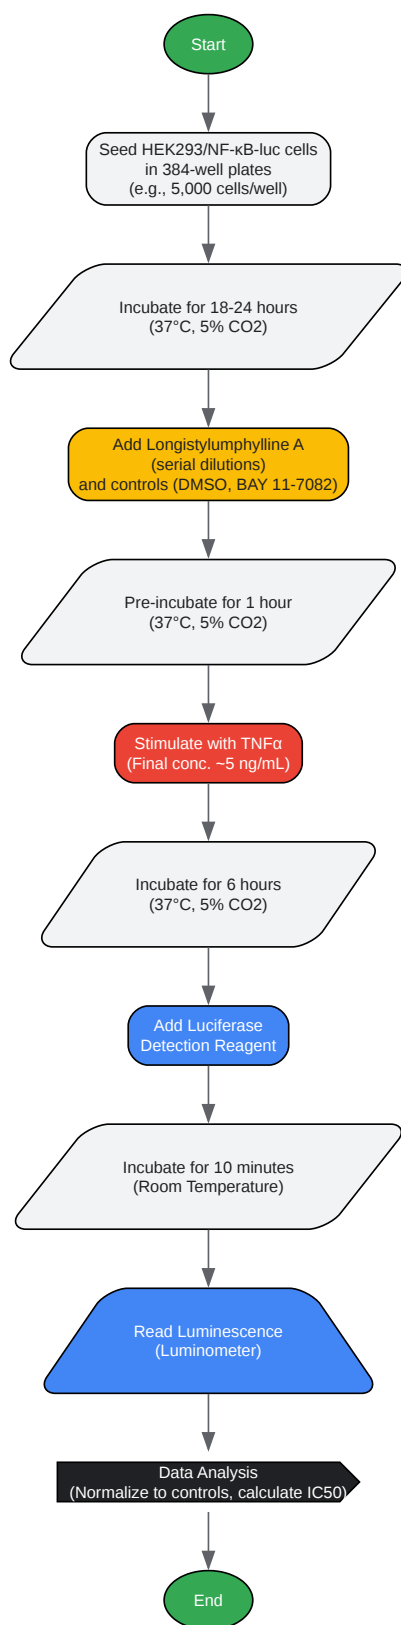 Start
Seed HEK293/NF-κB-luc cells
in 384-well plates
(e.g., 5,000 cells/well)
Incubate for 18-24 hours
(37°C, 5% CO2)
Add Longistylumphylline A
(serial dilutions)
and controls (DMSO, BAY 11-7082)
Pre-incubate for 1 hour
(37°C, 5% CO2)
Stimulate with TNFα
(Final conc. ~5 ng/mL)
Incubate for 6 hours
(37°C, 5% CO2)
Add Luciferase
Detection Reagent
Incubate for 10 minutes
(Room Temperature)
Read Luminescence
(Luminometer)
Data Analysis
(Normalize to controls, calculate IC50)
End